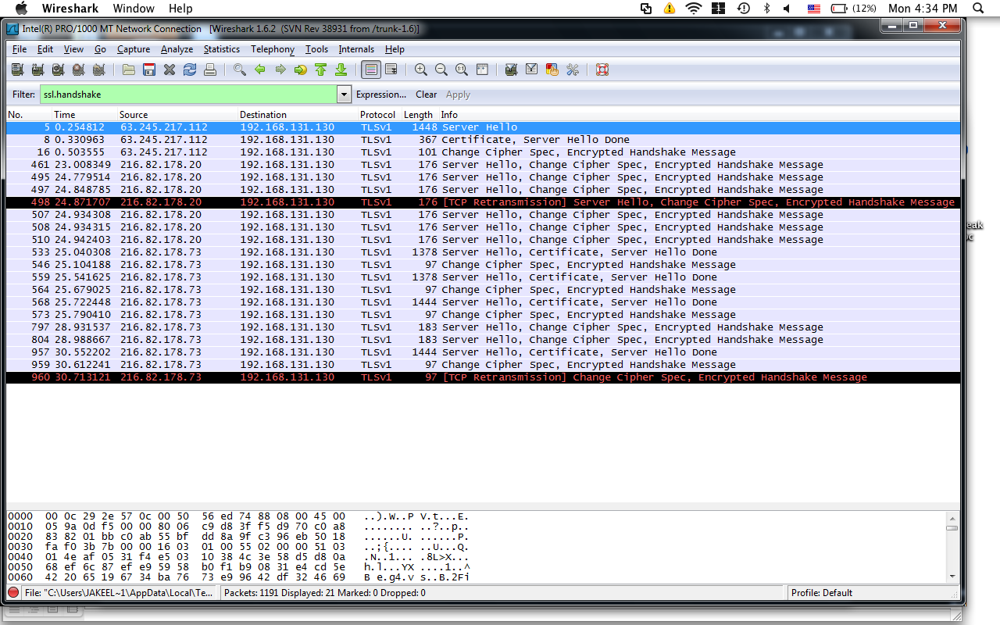 Wireshark Window Help (12%) Mon 4:34 PM
Intel(R) PRO/1000 MT Network Connection [Wireshark 1.6.2 (SVN Rev 38931 from /trunk-1.6)]
File Edit View Go Capture Analyze Statistics Telephony Tools Internals Help
Filter: ssl.handshake Expression... Clear Apply
No. Time Source Destination Protocol Length Info
5 0.254812 63.245.217.112 192.168.131.130 TLSv1 1448 Server Hello
8 0.330963 63.245.217.112 192.168.131.130 TLSv1 367 Certificate, Server Hello Done
16 0.503555 63.245.217.112 192.168.131.130 TLSv1 101 Change Cipher Spec, Encrypted Handshake Message
461 23.008349 216.82.178.20 192.168.131.130 TLSv1 176 Server Hello, Change Cipher Spec, Encrypted Handshake Message
495 24.779514 216.82.178.20 192.168.131.130 TLSv1 176 Server Hello, Change Cipher Spec, Encrypted Handshake Message
497 24.848785 216.82.178.20 192.168.131.130 TLSv1 176 Server Hello, Change Cipher Spec, Encrypted Handshake Message
498 24.871707 216.82.178.20 192.168.131.130 TLSv1 176 [TCP Retransmission] Server Hello, Change Cipher Spec, Encrypted Handshake Message
507 24.934308 216.82.178.20 192.168.131.130 TLSv1 176 Server Hello, Change Cipher Spec, Encrypted Handshake Message
508 24.934315 216.82.178.20 192.168.131.130 TLSv1 176 Server Hello, Change Cipher Spec, Encrypted Handshake Message
510 24.942403 216.82.178.20 192.168.131.130 TLSv1 176 Server Hello, Change Cipher Spec, Encrypted Handshake Message
533 25.040308 216.82.178.73 192.168.131.130 TLSv1 1378 Server Hello, Certificate, Server Hello Done
546 25.104188 216.82.178.73 192.168.131.130 TLSv1 97 Change Cipher Spec, Encrypted Handshake Message
559 25.541625 216.82.178.73 192.168.131.130 TLSv1 1378 Server Hello, Certificate, Server Hello Done
564 25.679025 216.82.178.73 192.168.131.130 TLSv1 97 Change Cipher Spec, Encrypted Handshake Message
568 25.722448 216.82.178.73 192.168.131.130 TLSv1 1444 Server Hello, Certificate, Server Hello Done
573 25.790410 216.82.178.73 192.168.131.130 TLSv1 97 Change Cipher Spec, Encrypted Handshake Message
797 28.931537 216.82.178.73 192.168.131.130 TLSv1 183 Server Hello, Change Cipher Spec, Encrypted Handshake Message
804 28.988667 216.82.178.73 192.168.131.130 TLSv1 183 Server Hello, Change Cipher Spec, Encrypted Handshake Message
957 30.552202 216.82.178.73 192.168.131.130 TLSv1 1444 Server Hello, Certificate, Server Hello Done
959 30.612241 216.82.178.73 192.168.131.130 TLSv1 97 Change Cipher Spec, Encrypted Handshake Message
960 30.713121 216.82.178.73 192.168.131.130 TLSv1 97 [TCP Retransmission] Change Cipher Spec, Encrypted Handshake Message
0000 00 0c 29 2e 57 0c 00 50 56 ed 74 88 08 00 45 00 ..).W..P V.t...E.
0010 05 9a 0d f5 00 00 80 06 c9 d8 3f f5 d9 70 c0 a8 ........ ..?..p..
0020 83 82 01 bb c0 ab 55 bf dd 8a 9f c3 96 eb 50 18 ......U. ......P.
0030 fa f0 3b 7b 00 00 16 03 01 00 55 02 00 00 51 03 ..;{.... ..U...Q.
0040 01 4e af 05 31 f4 e5 03 10 38 4c 3e 58 d5 d8 0a .N..1... .8L>X...
0050 68 ef 6c 87 ef e9 59 58 b0 f1 b9 08 31 e4 cd 5e h.l...YX ....1..^
0060 42 20 65 19 67 34 ba 76 73 e9 96 42 df 32 46 69 B e.g4.v s..B.2Fi
File: "C:\Users\JAKEEL~1\AppData\Local\Te... Packets: 1191 Displayed: 21 Marked: 0 Dropped: 0 Profile: Default